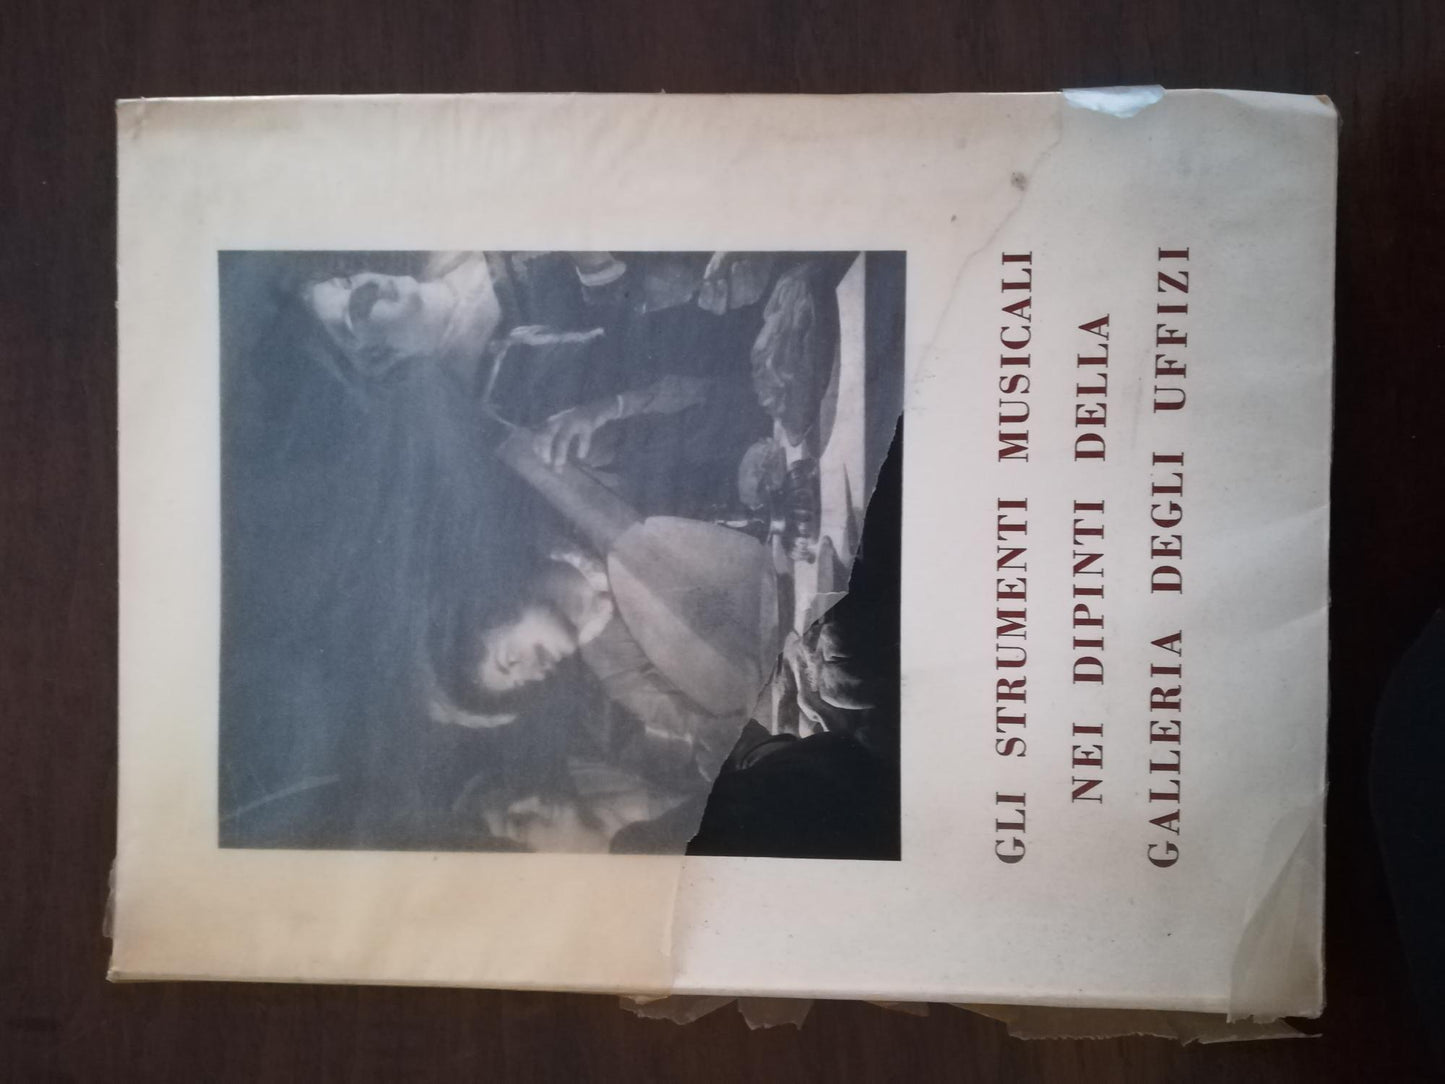 GLI STRUMENTI MUSICALI
NEI DIPINTI DELLA
GALLERIA DEGLI UFFIZI